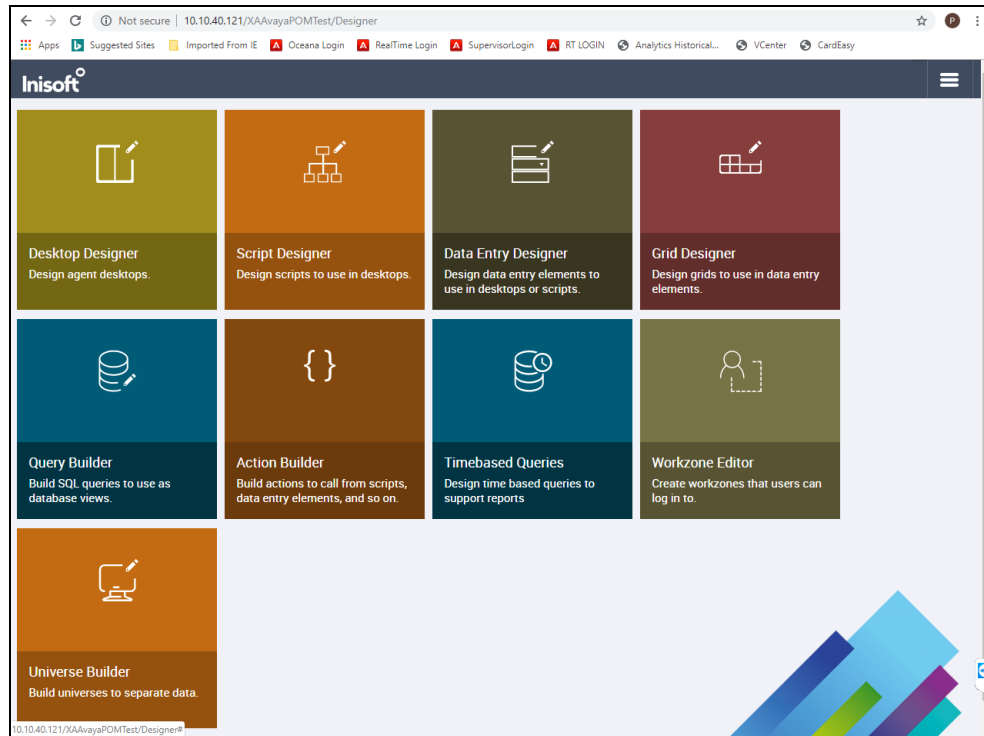 Not secure | 10.10.40.121/XAAvayaPOMTest/Designer
P
Apps Suggested Sites Imported From IE Oceana Login RealTime Login SupervisorLogin RT LOGIN Analytics Historical... VCenter CardEasy
Inisoft
Desktop Designer
Design agent desktops.
Script Designer
Design scripts to use in desktops.
Data Entry Designer
Design data entry elements to
use in desktops or scripts.
Grid Designer
Design grids to use in data entry
elements.
{ }
Query Builder
Build SQL queries to use as
database views.
Action Builder
Build actions to call from scripts,
data entry elements, and so on.
Timebased Queries
Design time based queries to
support reports
Workzone Editor
Create workzones that users can
log in to.
Universe Builder
Build universes to separate data.
10.10.40.121/XAAvayaPOMTest/Designer#